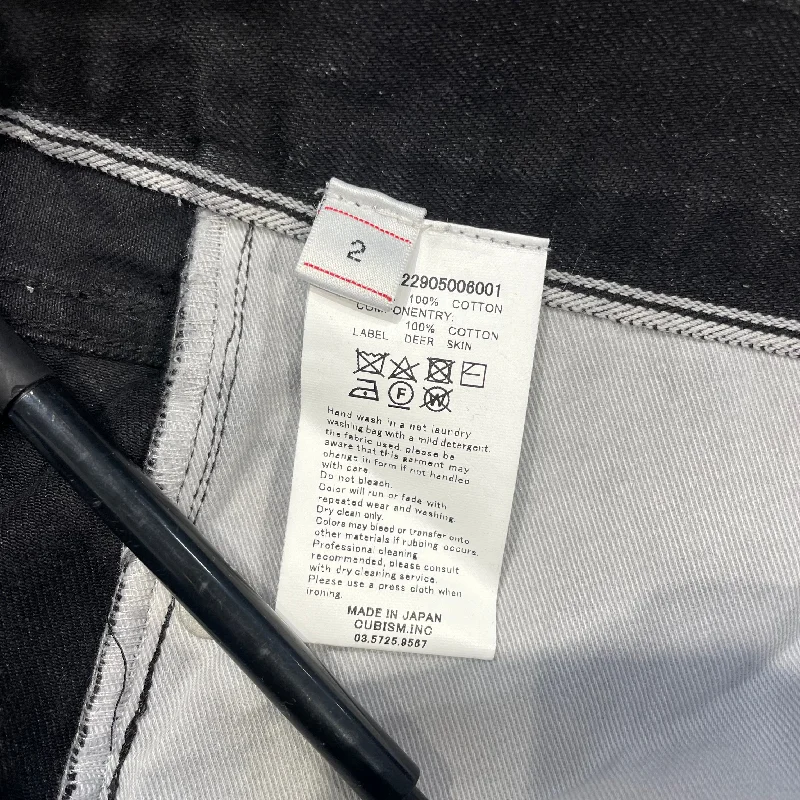 2
22905006001
100% COTTON
COMPONENTRY:
100% COTTON
LABEL DEER SKIN
F
W
Hand wash in a net laundry
washing bag with a mild detergent.
the fabric used, please be
aware that this garment may
change in form if not handled
with care.
Do not bleach.
Color will run or fade with
repeated wear and washing.
Dry clean only.
Colors may bleed or transfer onto
other materials if rubbing occurs.
Professional cleaning
recommended, please consult
with dry cleaning service.
Please use a press cloth when
ironing.
MADE IN JAPAN
CUBISM.INC
03.5725.9567